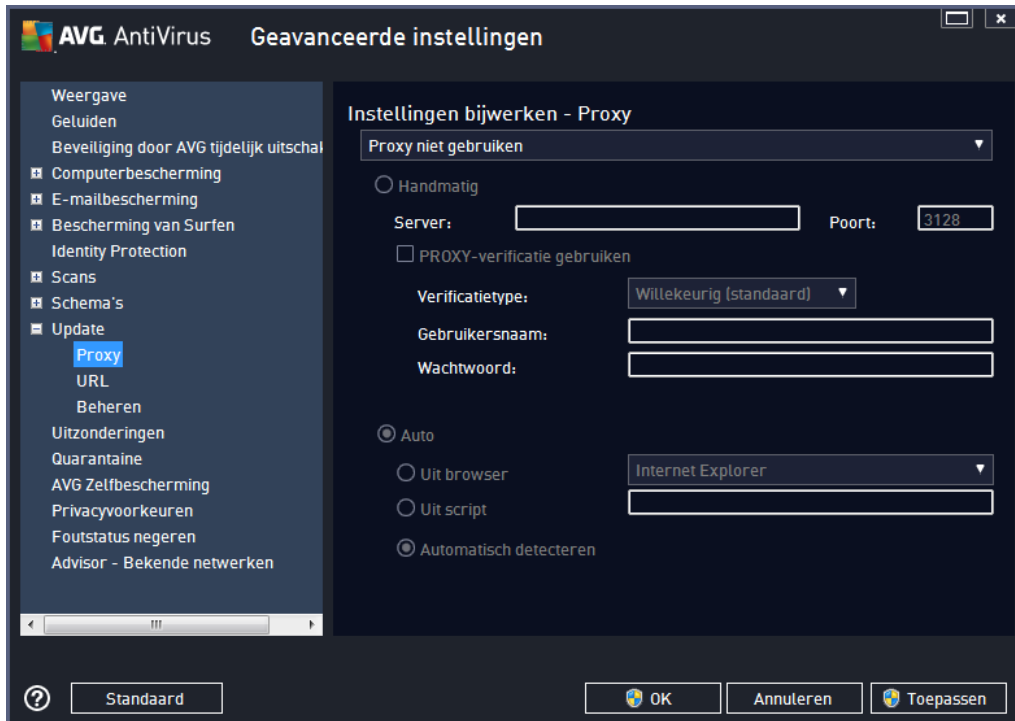 AVG AntiVirus Geavanceerde instellingen
Weergave
Geluiden
Beveiliging door AVG tijdelijk uitschak
Computerbescherming
E-mailbescherming
Bescherming van Surfen
Identity Protection
Scans
Schema's
Update
Proxy
URL
Beheren
Uitzonderingen
Quarantaine
AVG Zelfbescherming
Privacyvoorkeuren
Foutstatus negeren
Advisor - Bekende netwerken
Instellingen bijwerken - Proxy
Proxy niet gebruiken
Handmatig
Server: Poort: 3128
PROXY-verificatie gebruiken
Verificatietype: Willekeurig (standaard)
Gebruikersnaam:
Wachtwoord:
Auto
Uit browser Internet Explorer
Uit script
Automatisch detecteren
? Standaard OK Annuleren Toepassen